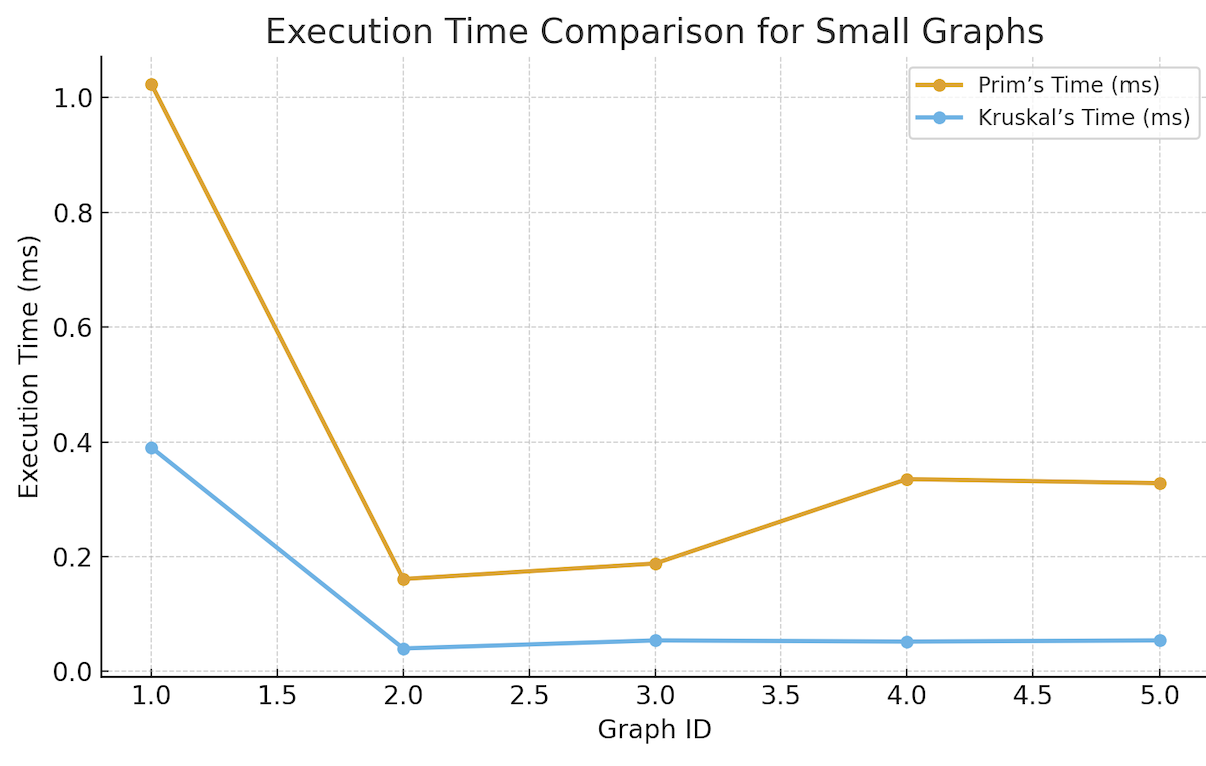 Execution Time Comparison for Small Graphs
Prim’s Time (ms)
Kruskal’s Time (ms)
Execution Time (ms)
1.0
0.8
0.6
0.4
0.2
0.0
1.0 1.5 2.0 2.5 3.0 3.5 4.0 4.5 5.0
Graph ID